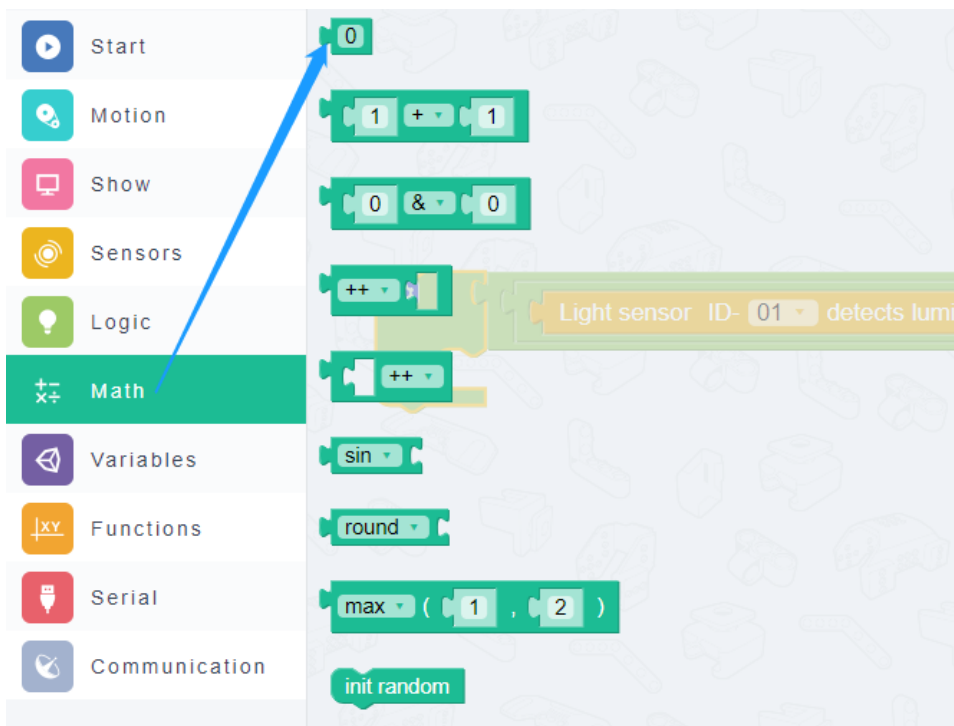 Start
Motion
Show
Sensors
Logic
Math
Variables
Functions
Serial
Communication
0
1 + 1
0 & 0
++
++
sin
round
max ( 1 , 2 )
init random
Light sensor ID- 01 detects lumi
XY